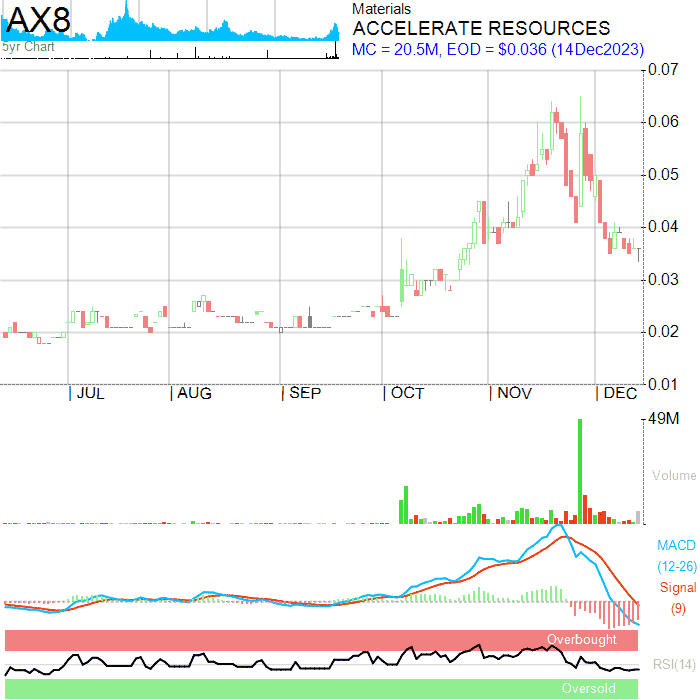 AX8
5yr Chart
Materials
ACCELERATE RESOURCES
MC = 20.5M, EOD = $0.036 (14Dec2023)
0.07
0.06
0.05
0.04
0.03
0.02
0.01
JUL AUG SEP OCT NOV DEC
49M
Volume
MACD
(12-26)
Signal
(9)
Overbought
RSI(14)
Oversold